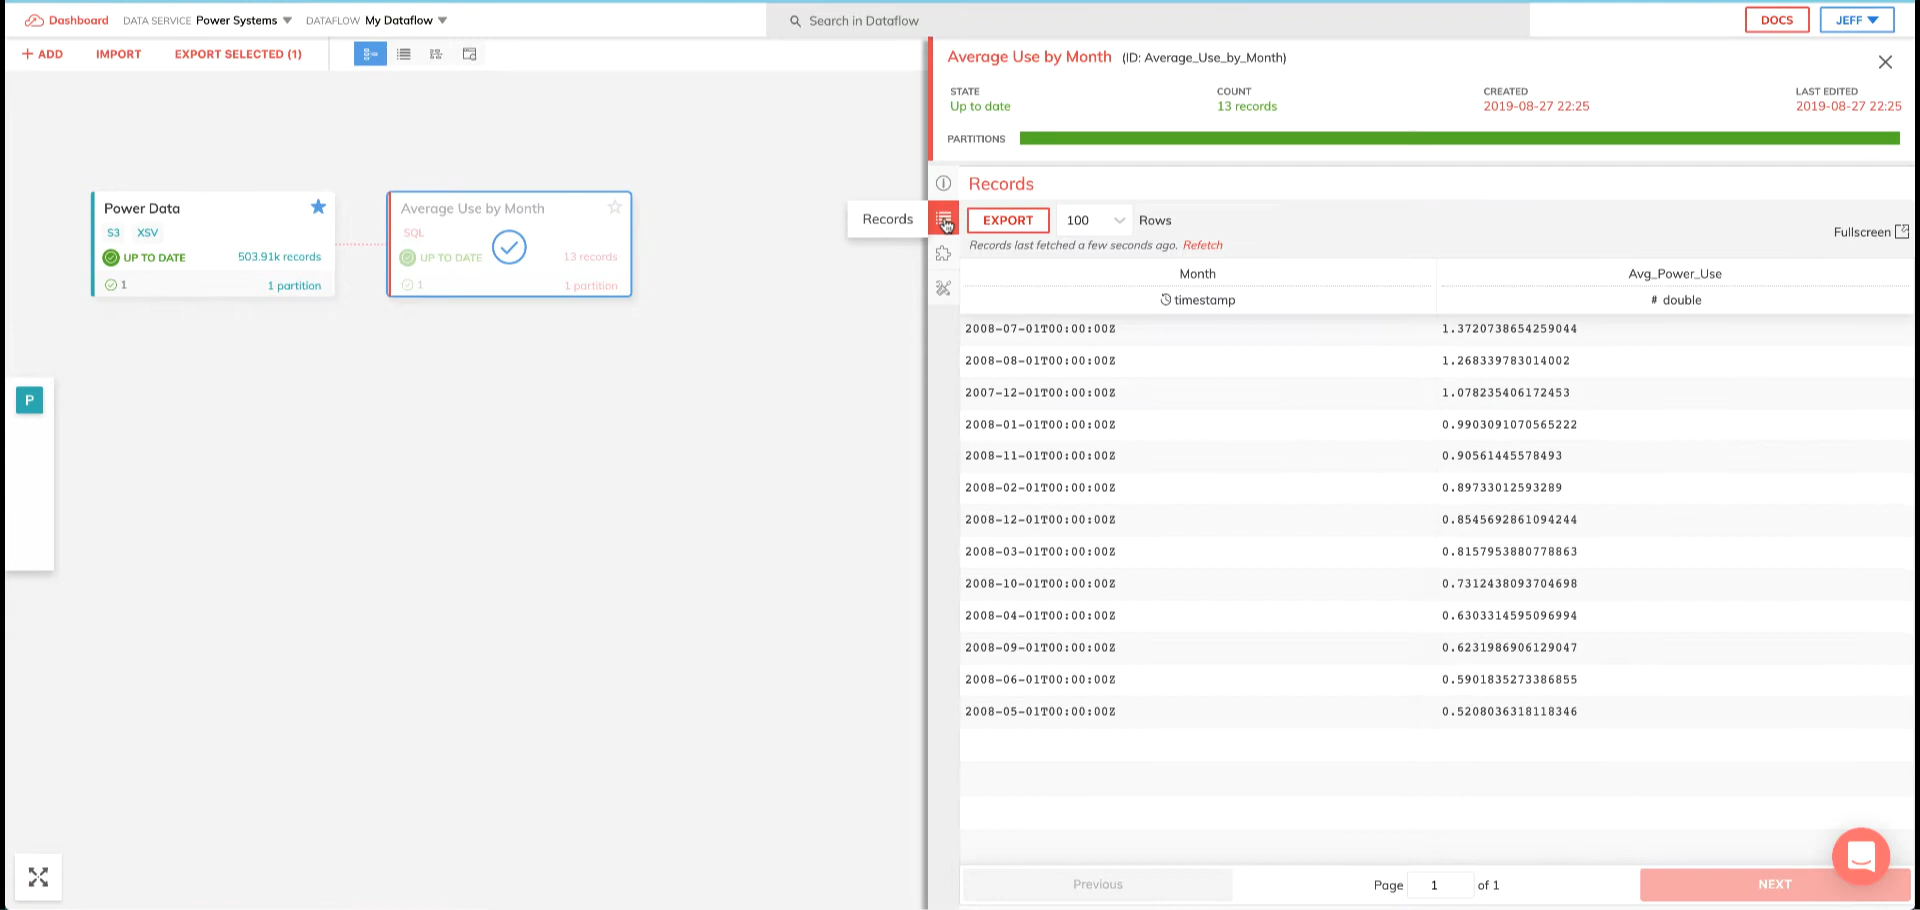 Dashboard DATA SERVICE Power Systems DATAFLOW My Dataflow Search in Dataflow DOCS JEFF
+ ADD IMPORT EXPORT SELECTED (1)
Average Use by Month (ID: Average_Use_by_Month)
STATE COUNT CREATED LAST EDITED
Up to date 13 records 2019-08-27 22:25 2019-08-27 22:25
PARTITIONS
Power Data
S3 XSV
UP TO DATE 503.91k records
1 1 partition
Average Use by Month
SQL
UP TO DATE 13 records
1 1 partition
P
Records
Records
EXPORT 100 Rows
Fullscreen
Records last fetched a few seconds ago. Refetch
Month Avg_Power_Use
timestamp # double
2008-07-01T00:00:00Z 1.3720738654259044
2008-08-01T00:00:00Z 1.268339783014002
2007-12-01T00:00:00Z 1.078235406172453
2008-01-01T00:00:00Z 0.9903091070565222
2008-11-01T00:00:00Z 0.90561445578493
2008-02-01T00:00:00Z 0.89733012593289
2008-12-01T00:00:00Z 0.8545692861094244
2008-03-01T00:00:00Z 0.8157953880778863
2008-10-01T00:00:00Z 0.7312438093704698
2008-04-01T00:00:00Z 0.6303314595096994
2008-09-01T00:00:00Z 0.6231986906129047
2008-06-01T00:00:00Z 0.5901835273386855
2008-05-01T00:00:00Z 0.5208036318118346
Previous Page 1 of 1 NEXT